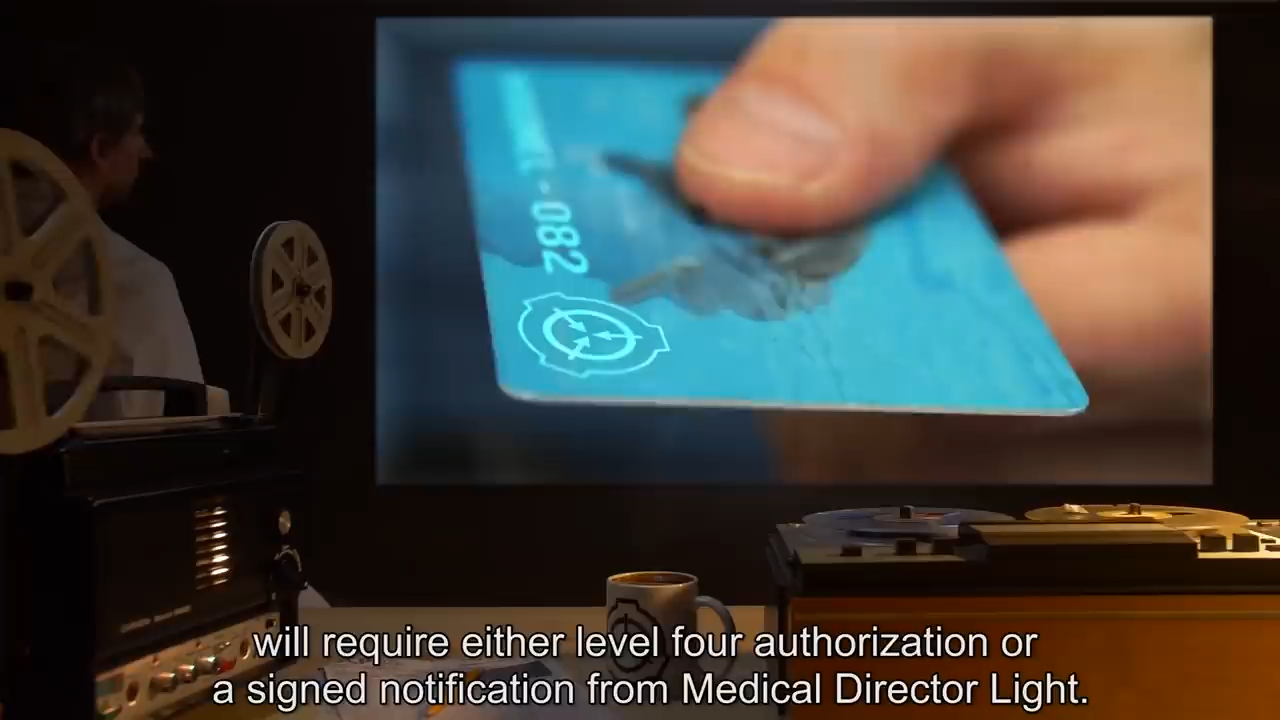 082
will require either level four authorization or
a signed notification from Medical Director Light.